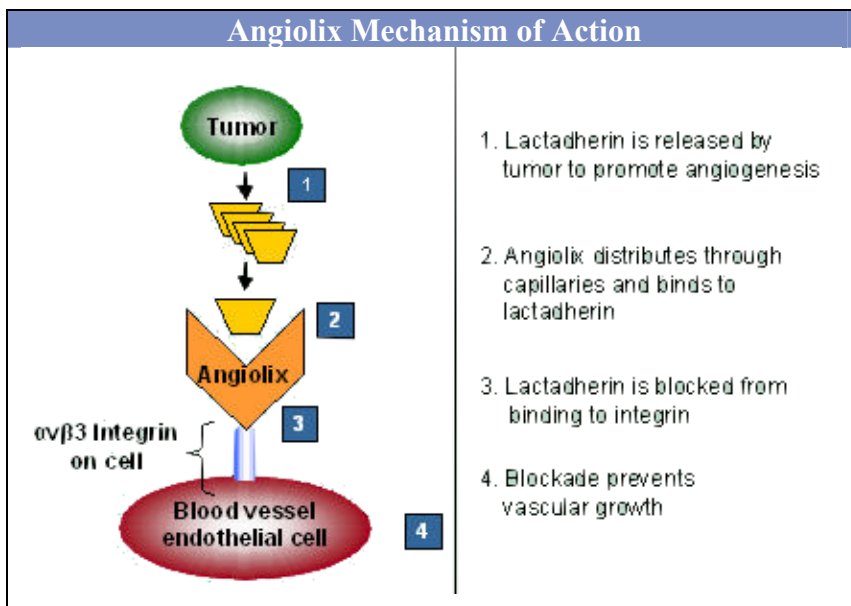 Angiolix Mechanism of Action
Tumor
1
2
Angiolix
3
αvβ3 Integrin
on cell
Blood vessel
endothelial cell
4
1. Lactadherin is released by
tumor to promote angiogenesis
2. Angiolix distributes through
capillaries and binds to
lactadherin
3. Lactadherin is blocked from
binding to integrin
4. Blockade prevents
vascular growth